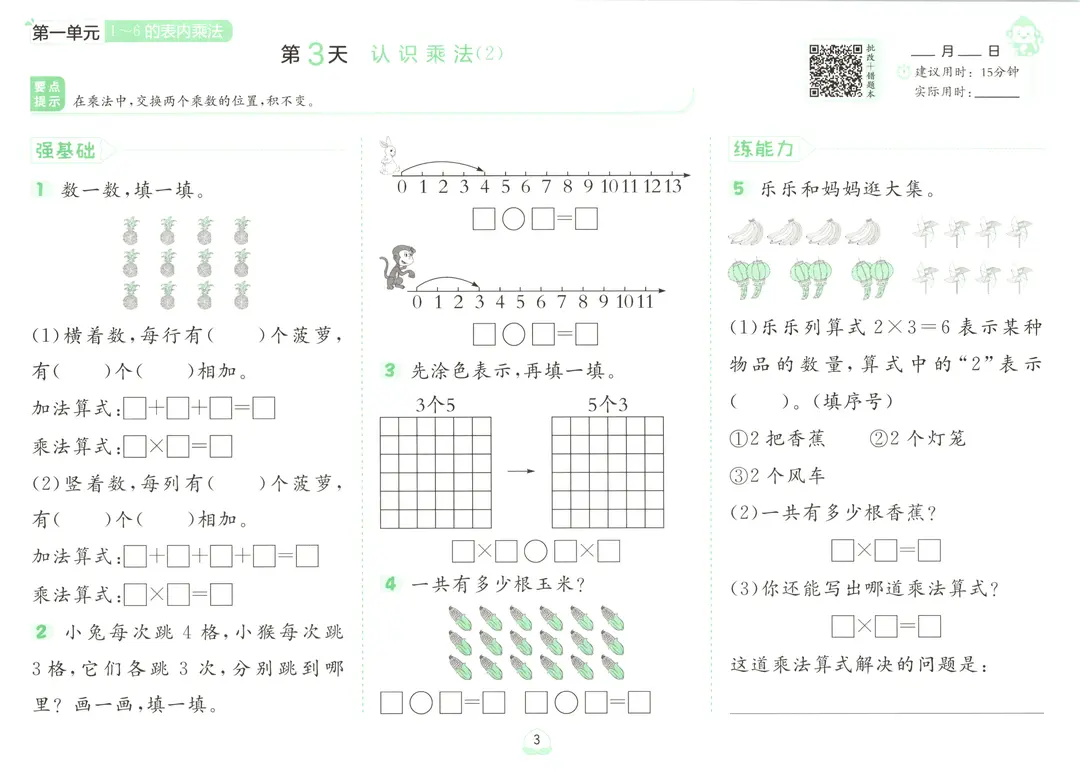 第一单元 1～6的表内乘法
第3天 认识乘法(2)
批改+错题本
___月___日
建议用时：15分钟
实际用时：______
要点提示 在乘法中，交换两个乘数的位置，积不变。
强基础
1 数一数，填一填。
(1)横着数，每行有(  )个菠萝，
有(  )个(  )相加。
加法算式：□+□+□=□
乘法算式：□×□=□
(2)竖着数，每列有(  )个菠萝，
有(  )个(  )相加。
加法算式：□+□+□+□=□
乘法算式：□×□=□
2 小兔每次跳 4 格，小猴每次跳
3格，它们各跳 3 次，分别跳到哪
里？画一画，填一填。
0 1 2 3 4 5 6 7 8 9 10 11 12 13
□○□=□
0 1 2 3 4 5 6 7 8 9 10 11
□○□=□
3 先涂色表示，再填一填。
3个5 5个3
□×□○□×□
4 一共有多少根玉米？
□○□=□ □○□=□
练能力
5 乐乐和妈妈逛大集。
(1)乐乐列算式 2×3=6 表示某种
物品的数量，算式中的“2”表示
(  )。(填序号)
①2 把香蕉 ②2 个灯笼
③2 个风车
(2)一共有多少根香蕉？
□×□=□
(3)你还能写出哪道乘法算式？
□×□=□
这道乘法算式解决的问题是：
3